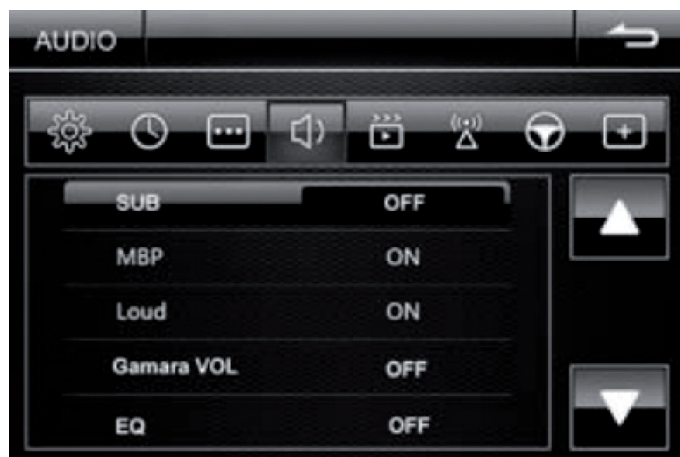 AUDIO
SUB OFF
MBP ON
Loud ON
Gamara VOL OFF
EQ OFF